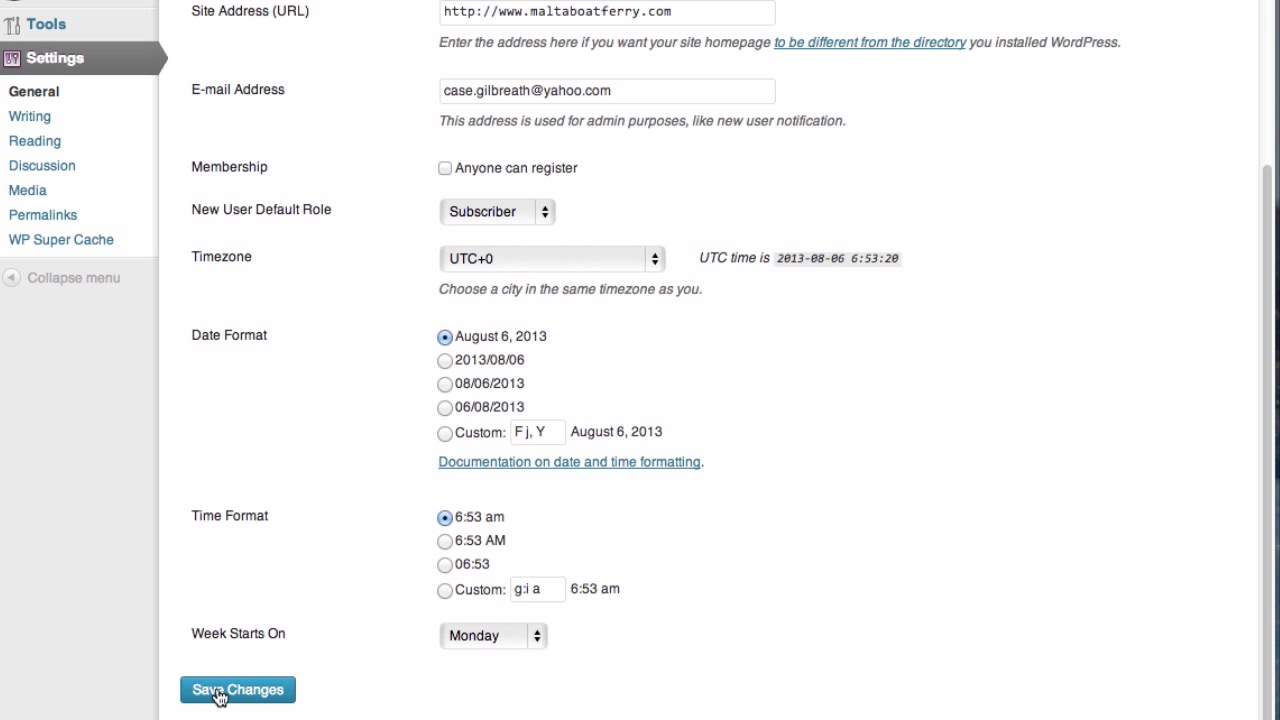 Tools
Settings
General
Writing
Reading
Discussion
Media
Permalinks
WP Super Cache
Collapse menu
Site Address (URL) http://www.maltaboatferry.com
Enter the address here if you want your site homepage to be different from the directory you installed WordPress.
E-mail Address case.gilbreath@yahoo.com
This address is used for admin purposes, like new user notification.
Membership Anyone can register
New User Default Role Subscriber
Timezone UTC+0 UTC time is 2013-08-06 6:53:20
Choose a city in the same timezone as you.
Date Format August 6, 2013
2013/08/06
08/06/2013
06/08/2013
Custom: F j, Y August 6, 2013
Documentation on date and time formatting.
Time Format 6:53 am
6:53 AM
06:53
Custom: g:i a 6:53 am
Week Starts On Monday
Save Changes